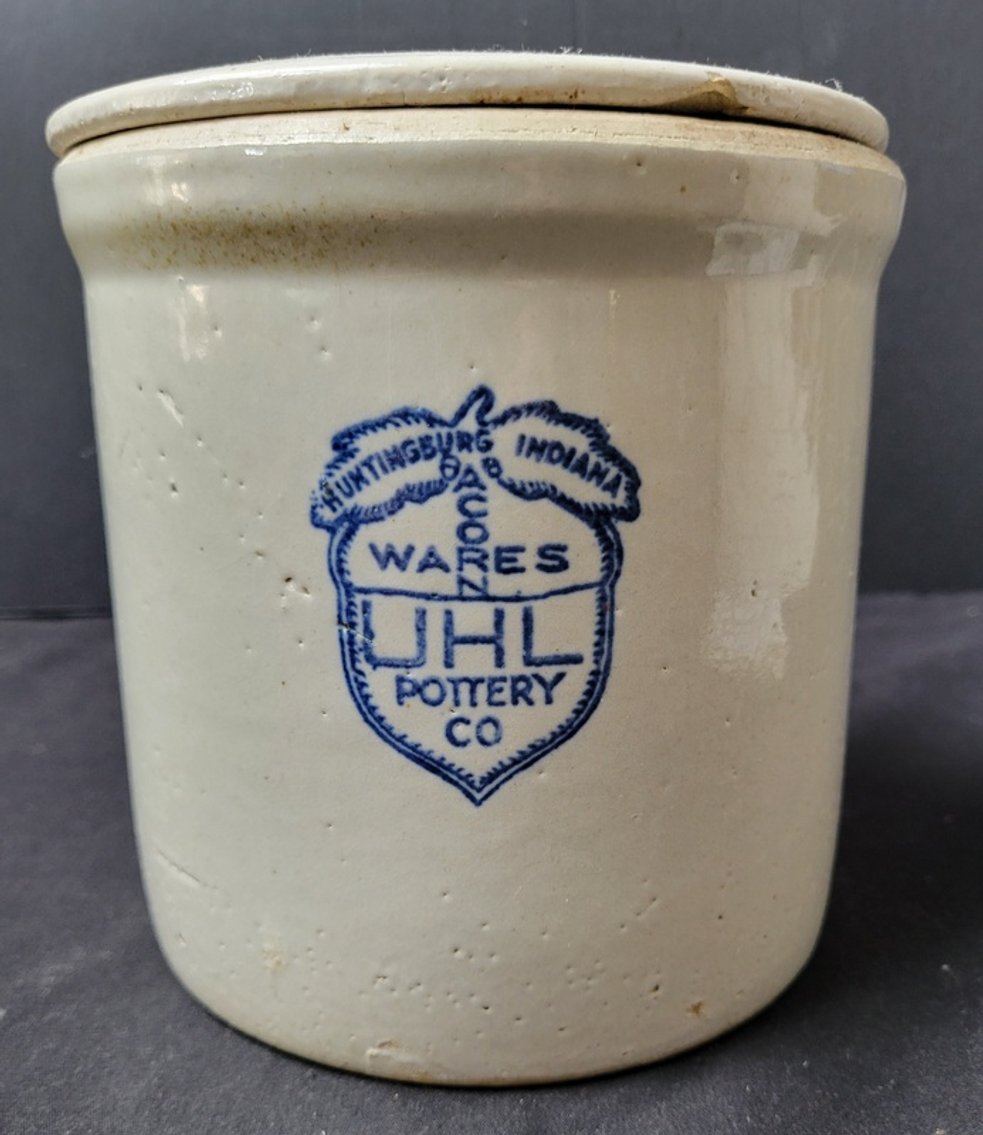 HUNTINGBURG INDIANA
ACORN
WARES
UHL
POTTERY
CO